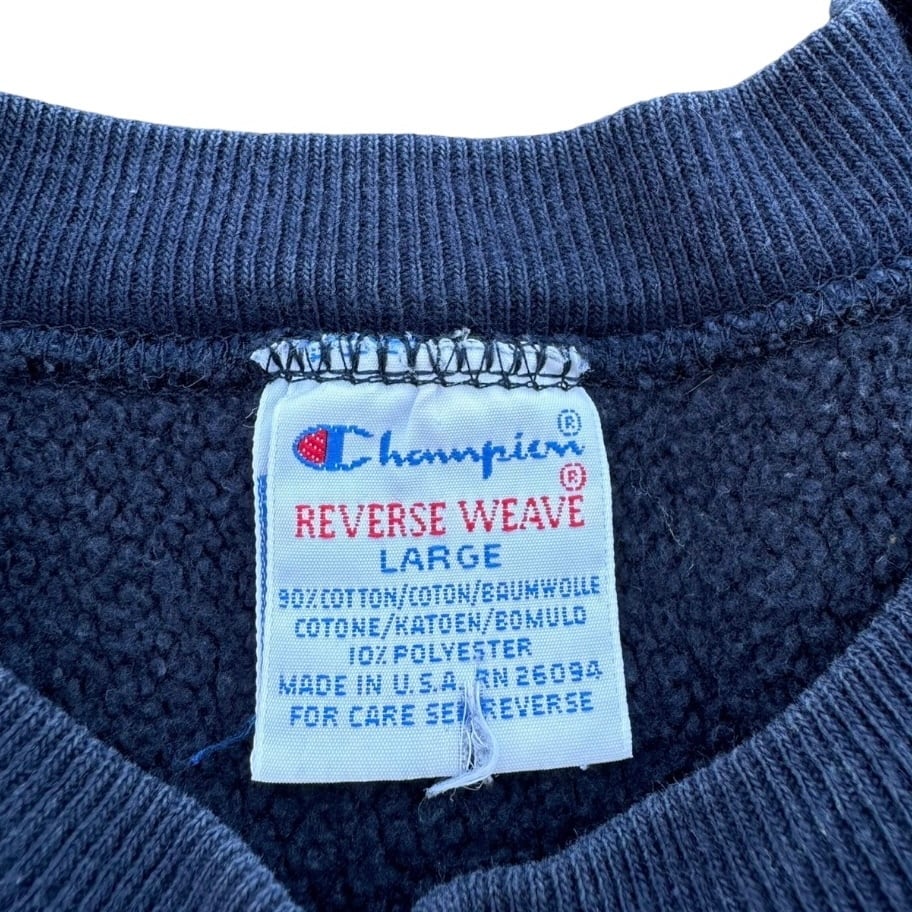 Champion®
REVERSE WEAVE®
LARGE
90% COTTON/COTON/BAUMWOLLE
COTONE/KATOEN/BOMULD
10% POLYESTER
MADE IN U.S.A. RN 26094
FOR CARE SEE REVERSE